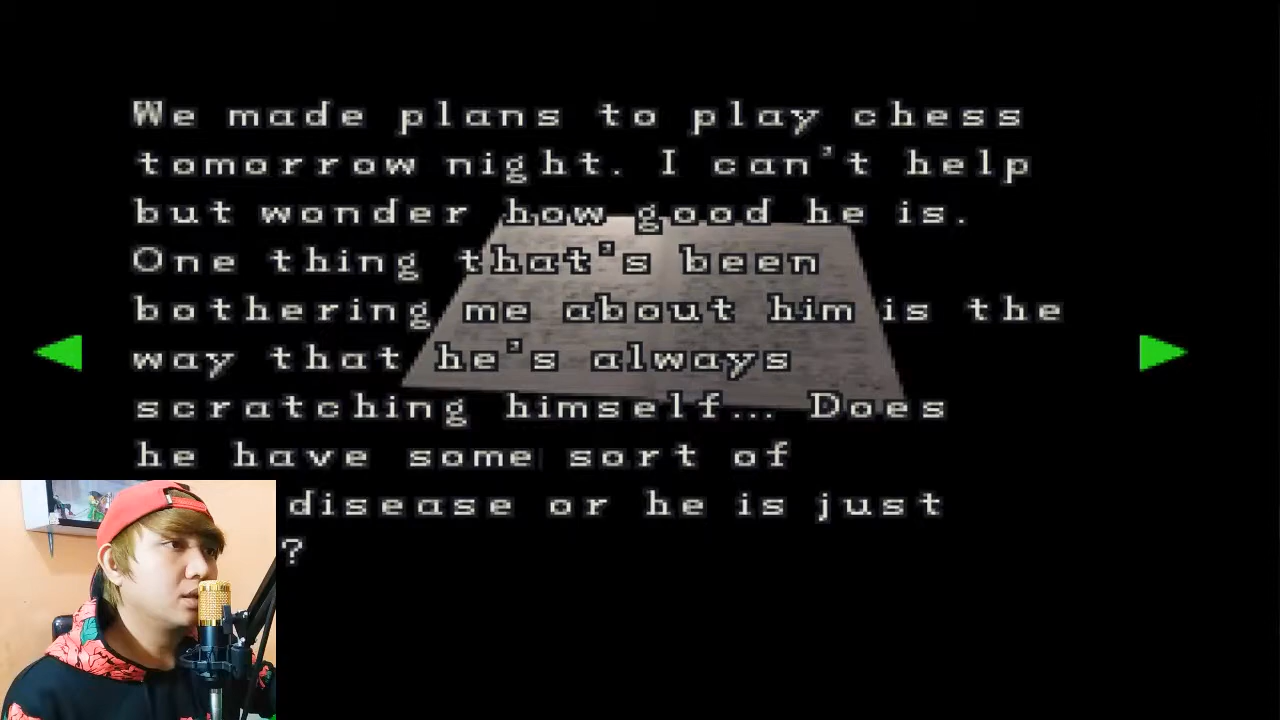 We made plans to play chess
tomorrow night. I can't help
but wonder how good he is.
One thing that's been
bothering me about him is the
way that he's always
scratching himself... Does
he have some sort of
disease or he is just
?